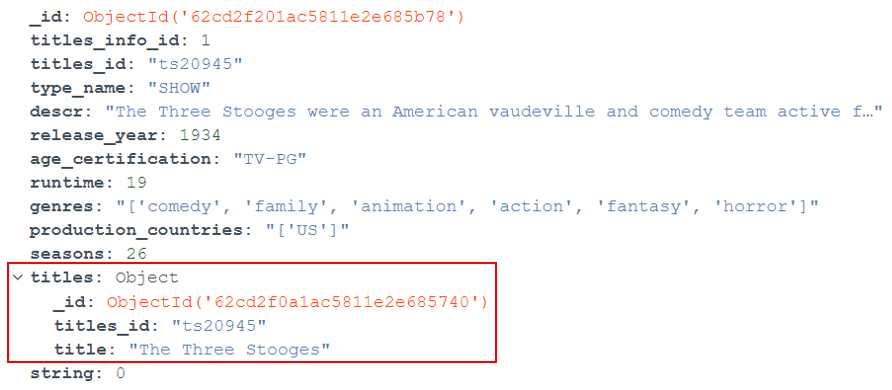 _id: ObjectId('62cd2f201ac5811e2e685b78')
titles_info_id: 1
titles_id: "ts20945"
type_name: "SHOW"
descr: "The Three Stooges were an American vaudeville and comedy team active f…"
release_year: 1934
age_certification: "TV-PG"
runtime: 19
genres: "['comedy', 'family', 'animation', 'action', 'fantasy', 'horror']"
production_countries: "['US']"
seasons: 26
titles: Object
_id: ObjectId('62cd2f0a1ac5811e2e685740')
titles_id: "ts20945"
title: "The Three Stooges"
string: 0